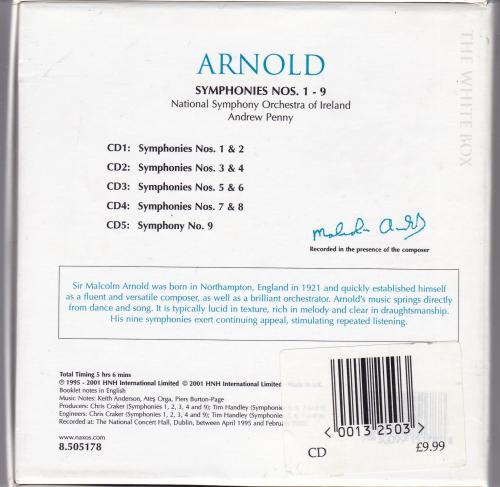 ARNOLD
SYMPHONIES NOS. 1 - 9
National Symphony Orchestra of Ireland
Andrew Penny
THE WHITE BOX
CD1: Symphonies Nos. 1 & 2
CD2: Symphonies Nos. 3 & 4
CD3: Symphonies Nos. 5 & 6
CD4: Symphonies Nos. 7 & 8
CD5: Symphony No. 9
Malcolm Arnold
Recorded in the presence of the composer
Sir Malcolm Arnold was born in Northampton, England in 1921 and quickly established himself
as a fluent and versatile composer, as well as a brilliant orchestrator. Arnold's music springs directly
from dance and song. It is typically lucid in texture, rich in melody and clear in draughtsmanship.
His nine symphonies exert continuing appeal, stimulating repeated listening.
Total Timing 5 hrs 6 mins
℗ 1995 - 2001 HNH International Limited © 2001 HNH International Limited
Booklet notes in English
Music Notes: Keith Anderson, Ateş Orga, Piers Burton-Page
Producers: Chris Craker (Symphonies 1, 2, 3, 4 and 9); Tim Handley (Symphonie
Engineers: Chris Craker (Symphonies 1, 2, 3, 4 and 9); Tim Handley (Symphonie
Recorded at: The National Concert Hall, Dublin, between April 1995 and Februa
www.naxos.com
8.505178
<0013 2503>
CD £9.99